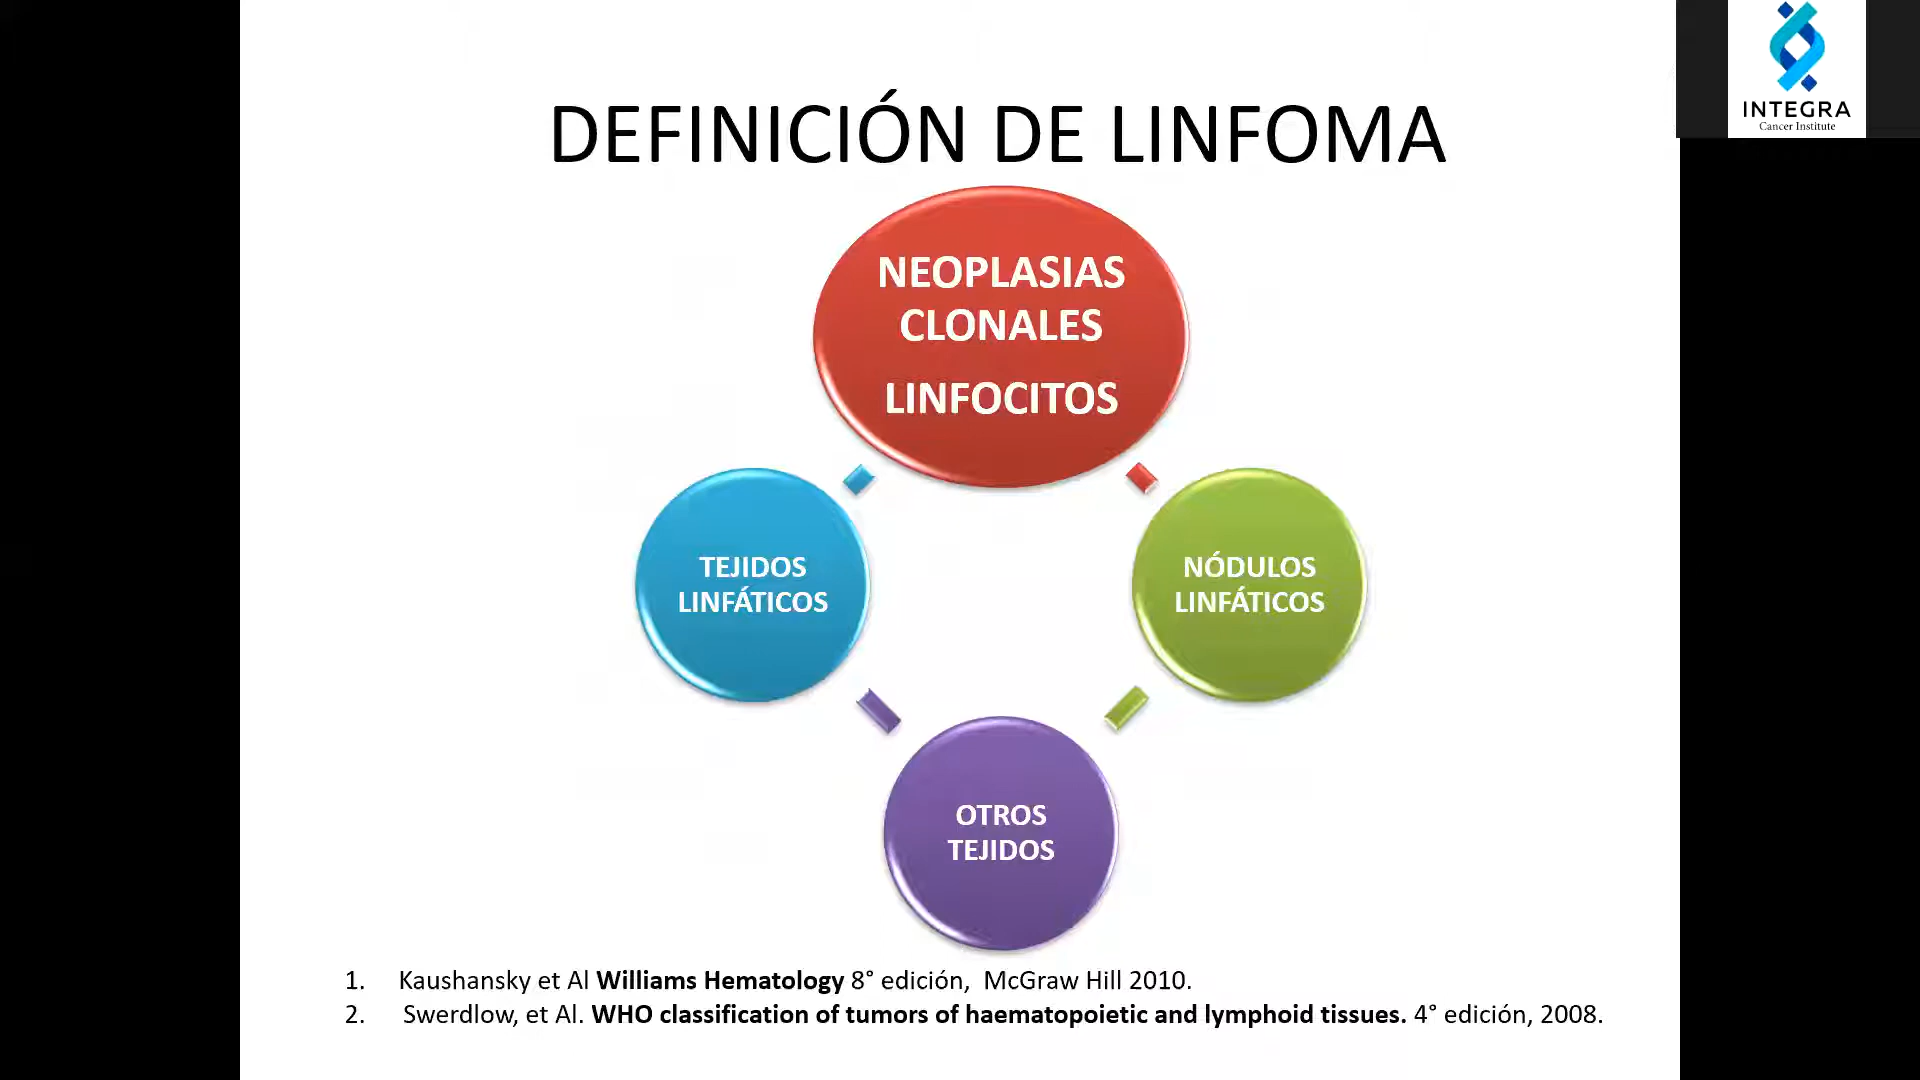 INTEGRA
Cancer Institute
DEFINICIÓN DE LINFOMA
NEOPLASIAS
CLONALES
LINFOCITOS
TEJIDOS
LINFÁTICOS
NÓDULOS
LINFÁTICOS
OTROS
TEJIDOS
1. Kaushansky et Al Williams Hematology 8° edición, McGraw Hill 2010.
2. Swerdlow, et Al. WHO classification of tumors of haematopoietic and lymphoid tissues. 4° edición, 2008.